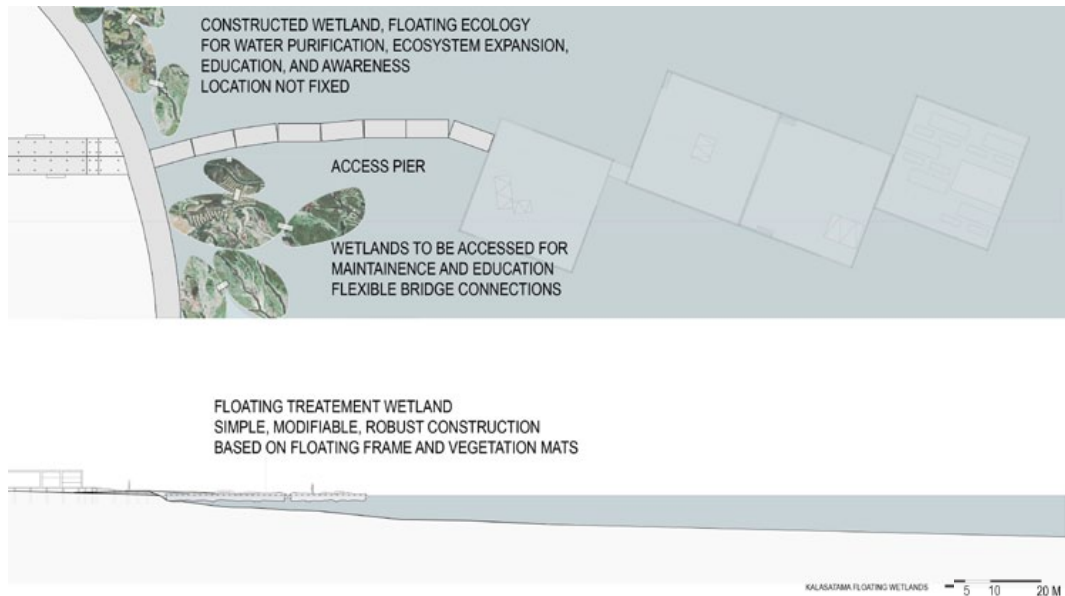 CONSTRUCTED WETLAND, FLOATING ECOLOGY
FOR WATER PURIFICATION, ECOSYSTEM EXPANSION,
EDUCATION, AND AWARENESS
LOCATION NOT FIXED
ACCESS PIER
WETLANDS TO BE ACCESSED FOR
MAINTAINENCE AND EDUCATION
FLEXIBLE BRIDGE CONNECTIONS
FLOATING TREATEMENT WETLAND
SIMPLE, MODIFIABLE, ROBUST CONSTRUCTION
BASED ON FLOATING FRAME AND VEGETATION MATS
KALASATAMA FLOATING WETLANDS
5 10 20 M